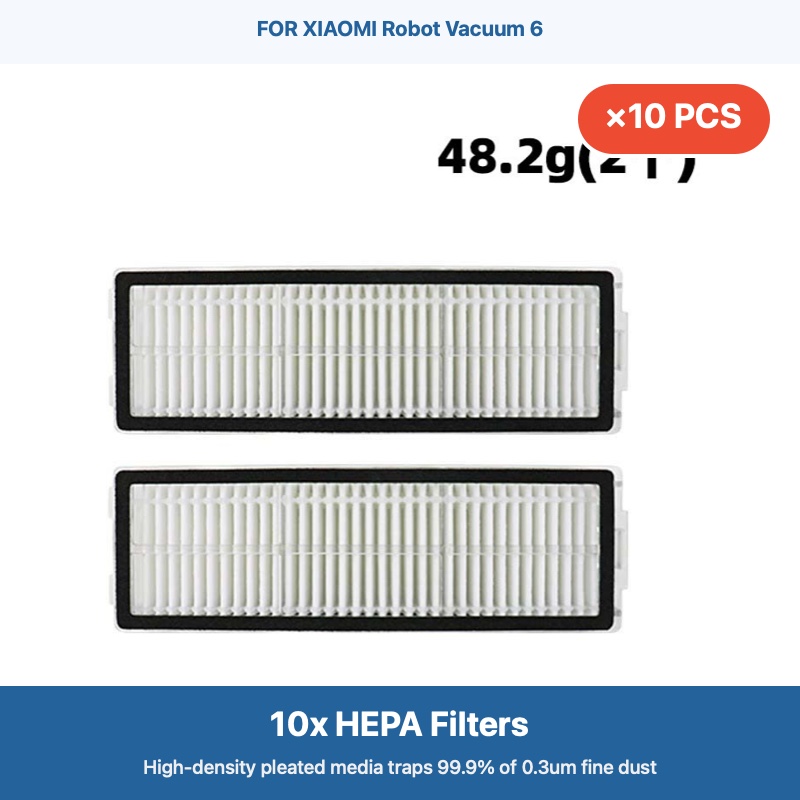 FOR XIAOMI Robot Vacuum 6
×10 PCS
48.2g(2
10x HEPA Filters
High-density pleated media traps 99.9% of 0.3um fine dust